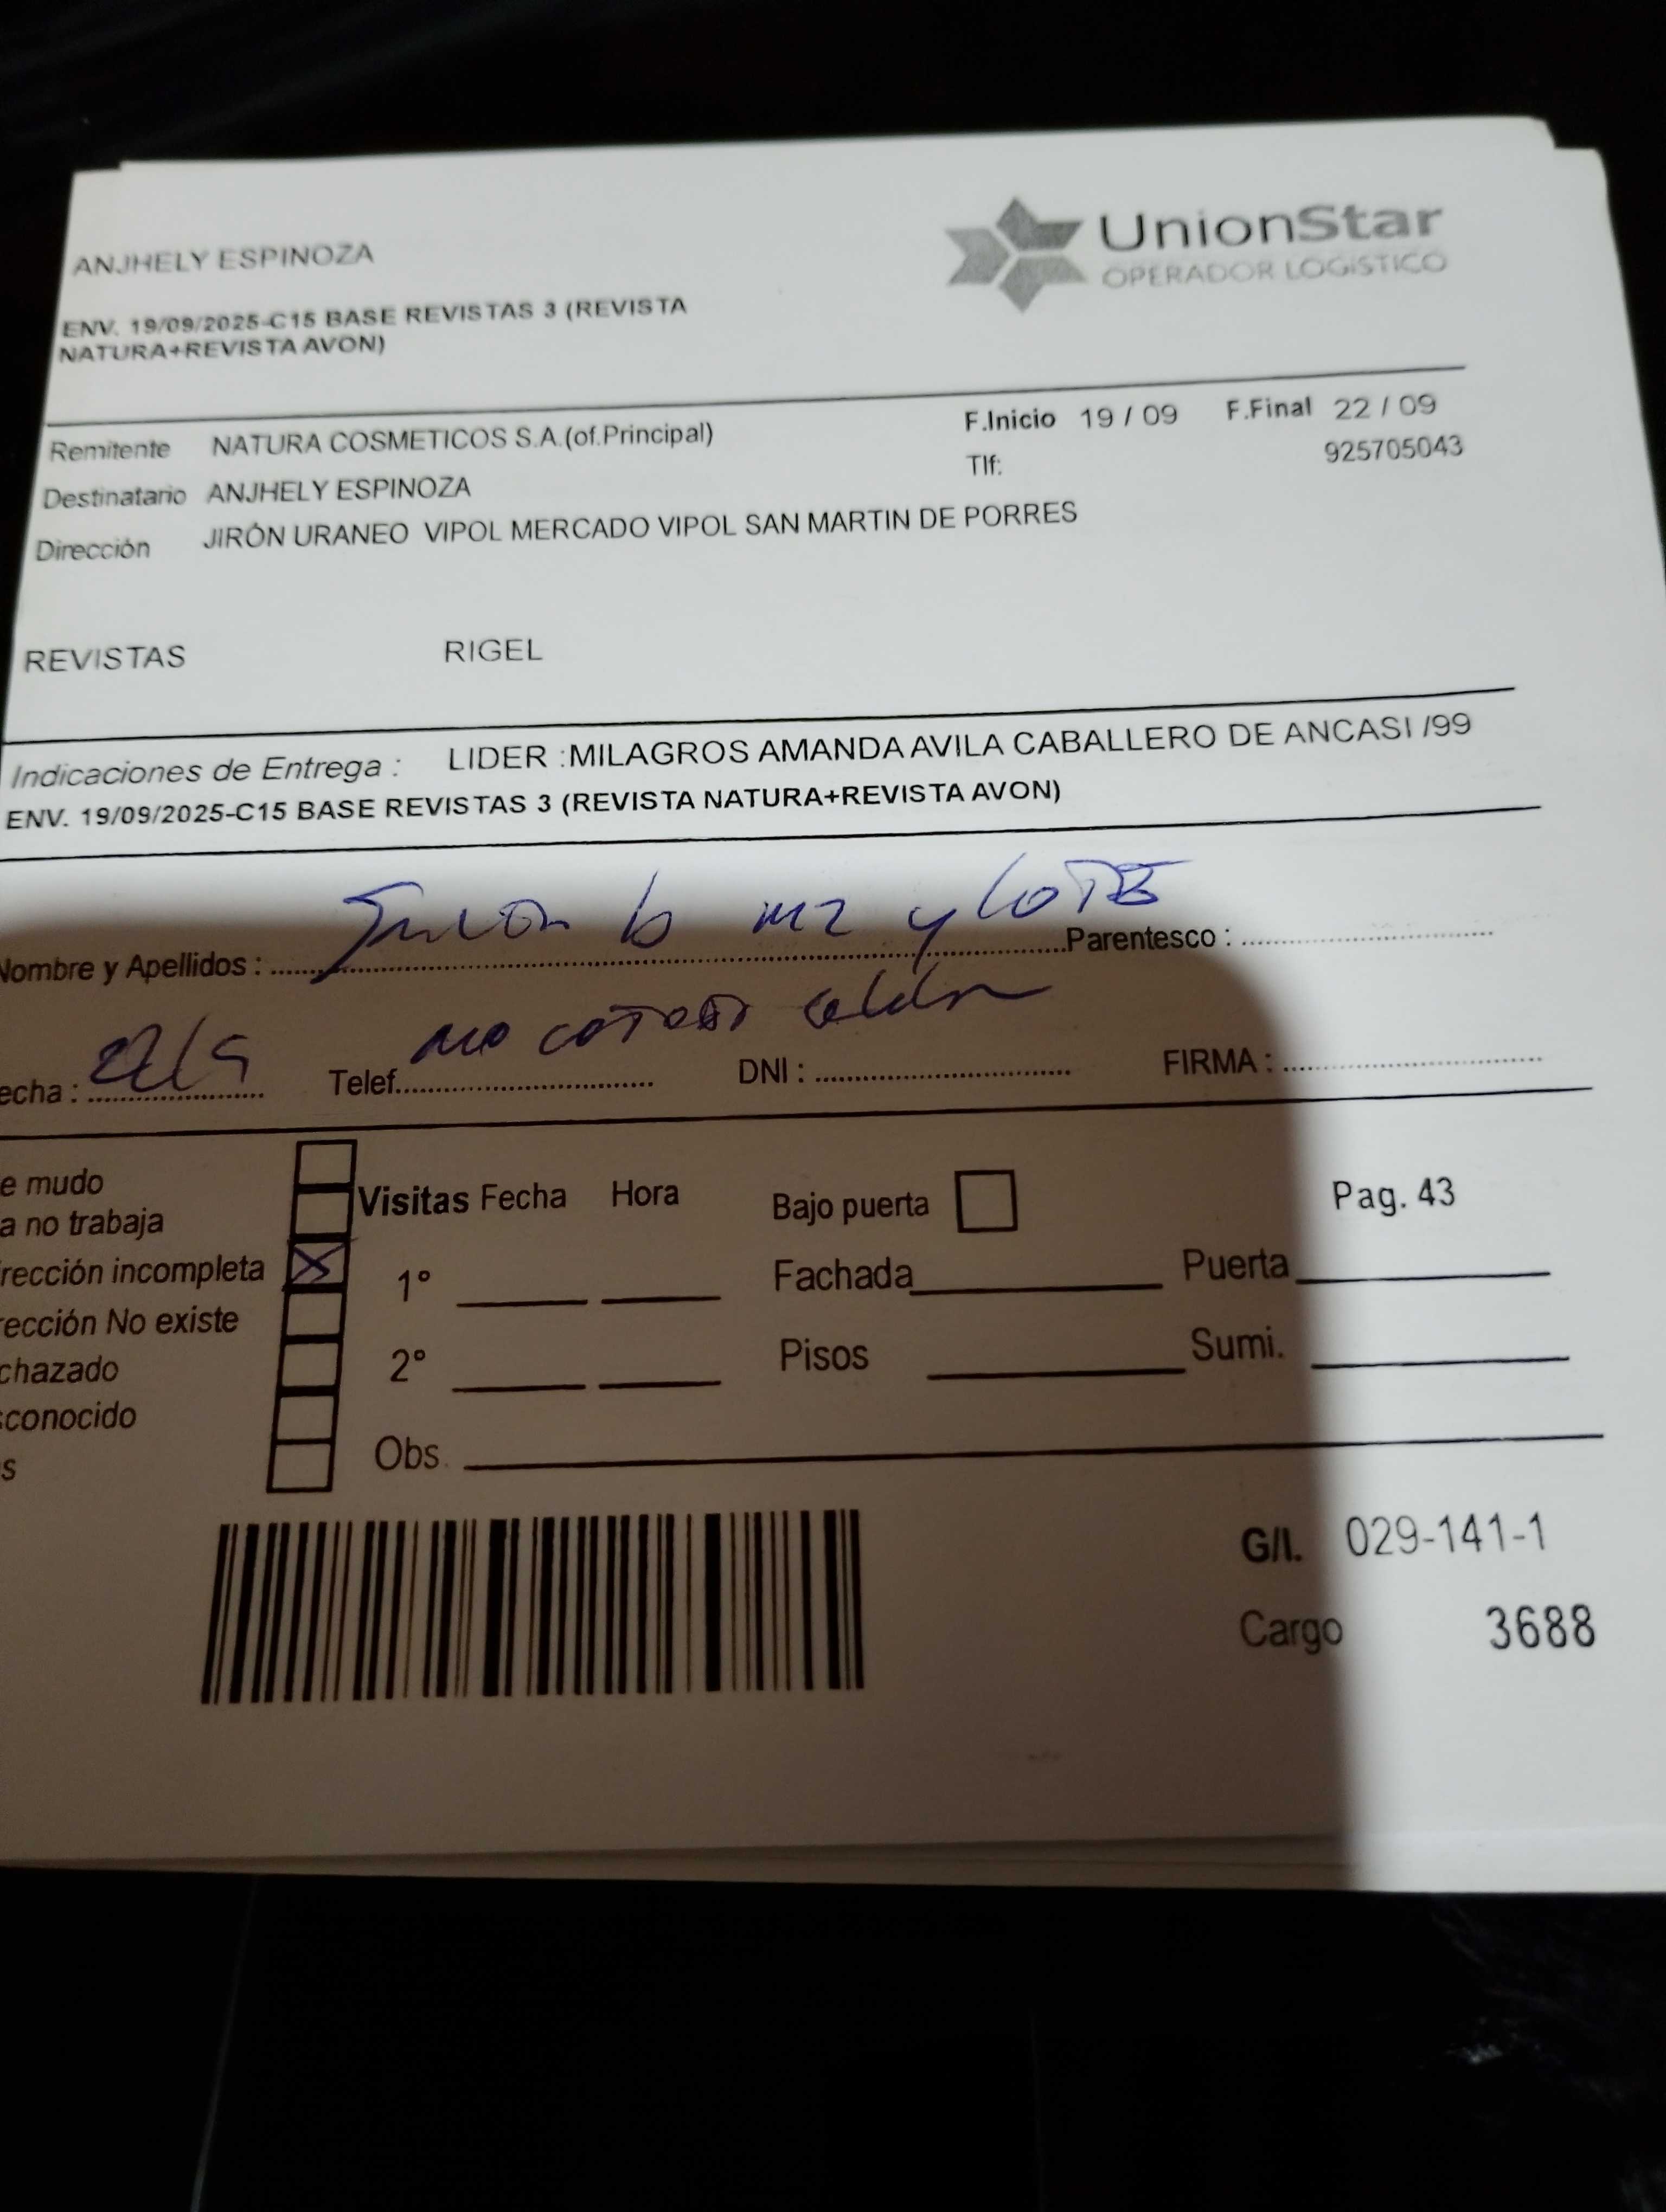 UnionStar
OPERADOR LOGÍSTICO
ANJHELY ESPINOZA
ENV. 19/09/2025-C15 BASE REVISTAS 3 (REVISTA
NATURA+REVISTA AVON)
Remitente NATURA COSMETICOS S.A.(of.Principal) F.Inicio 19 / 09 F.Final 22 / 09
Tlf: 925705043
Destinatario ANJHELY ESPINOZA
Dirección JIRÓN URANEO VIPOL MERCADO VIPOL SAN MARTIN DE PORRES
REVISTAS RIGEL
Indicaciones de Entrega : LIDER :MILAGROS AMANDA AVILA CABALLERO DE ANCASI /99
ENV. 19/09/2025-C15 BASE REVISTAS 3 (REVISTA NATURA+REVISTA AVON)
mz y LOTE
Nombre y Apellidos : Parentesco :
no
echa : 22/9 Telef. DNI : FIRMA :
e mudo
a no trabaja
rección incompleta
rección No existe
chazado
sconocido
s
Visitas Fecha Hora Bajo puerta Pag. 43
1° Fachada Puerta
2° Pisos Sumi.
Obs.
G/I. 029-141-1
Cargo 3688